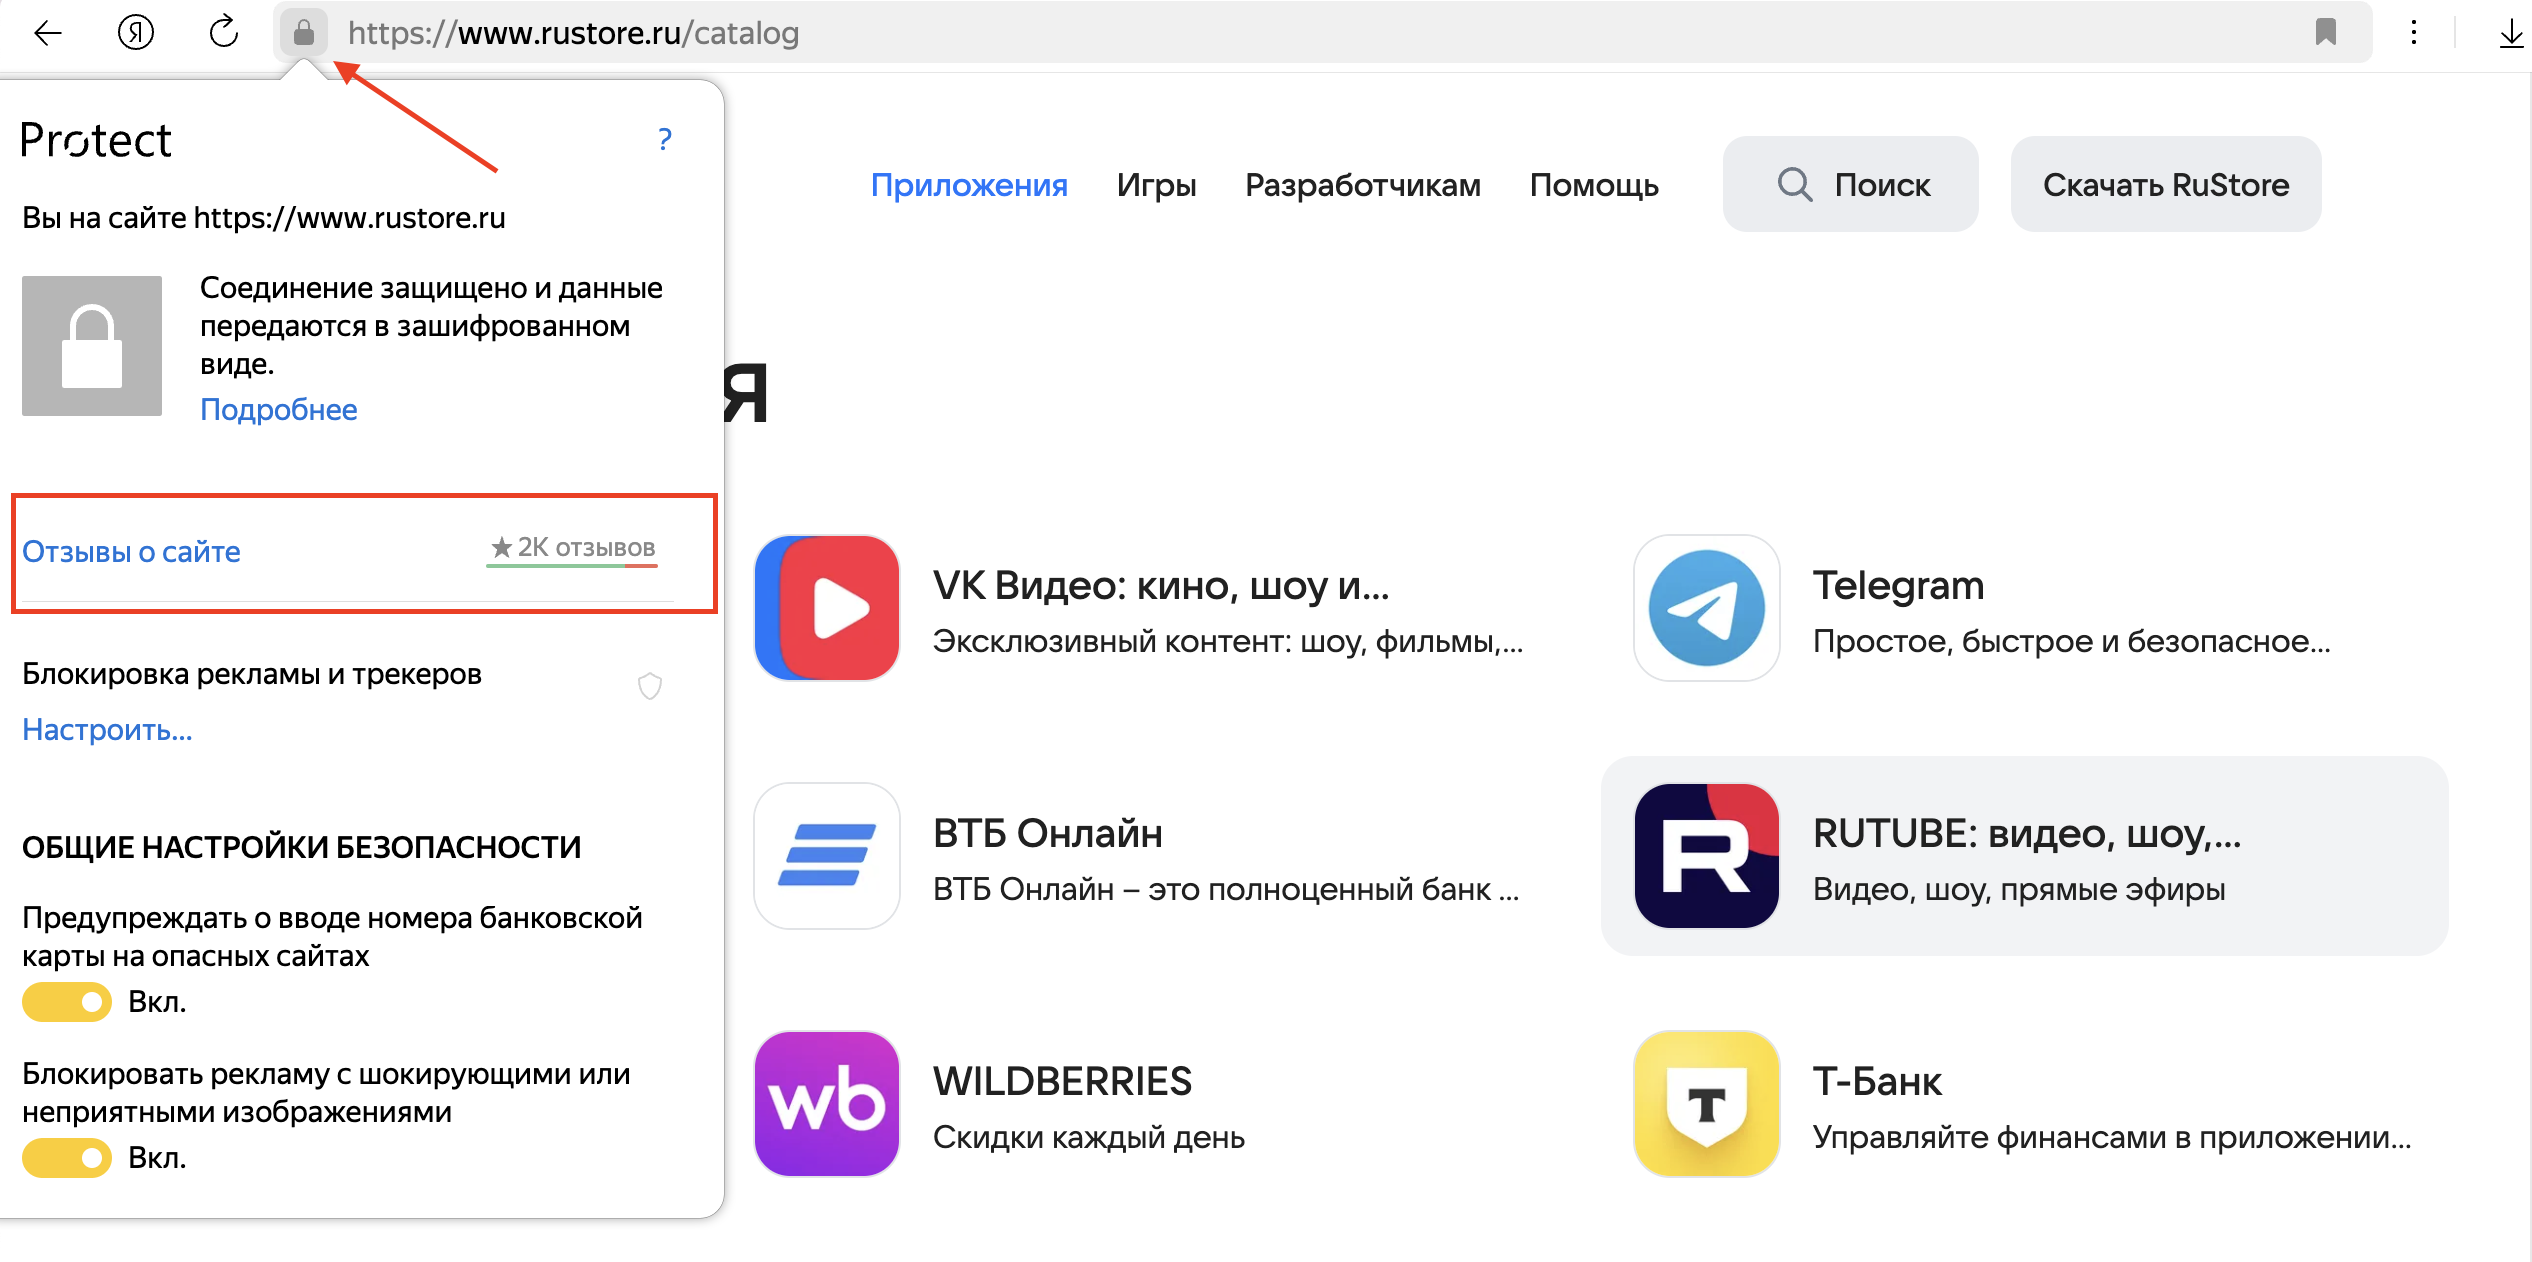 Я https://www.rustore.ru/catalog
Protect ?
Вы на сайте https://www.rustore.ru
Соединение защищено и данные
передаются в зашифрованном
виде.
Подробнее
Отзывы о сайте ★ 2K отзывов
Блокировка рекламы и трекеров
Настроить...
ОБЩИЕ НАСТРОЙКИ БЕЗОПАСНОСТИ
Предупреждать о вводе номера банковской
карты на опасных сайтах
Вкл.
Блокировать рекламу с шокирующими или
неприятными изображениями
Вкл.
Приложения Игры Разработчикам Помощь Поиск Скачать RuStore
я
VK Видео: кино, шоу и...
Эксклюзивный контент: шоу, фильмы,...
Telegram
Простое, быстрое и безопасное...
ВТБ Онлайн
ВТБ Онлайн – это полноценный банк ...
R
RUTUBE: видео, шоу,...
Видео, шоу, прямые эфиры
wb
WILDBERRIES
Скидки каждый день
Т
Т-Банк
Управляйте финансами в приложении...